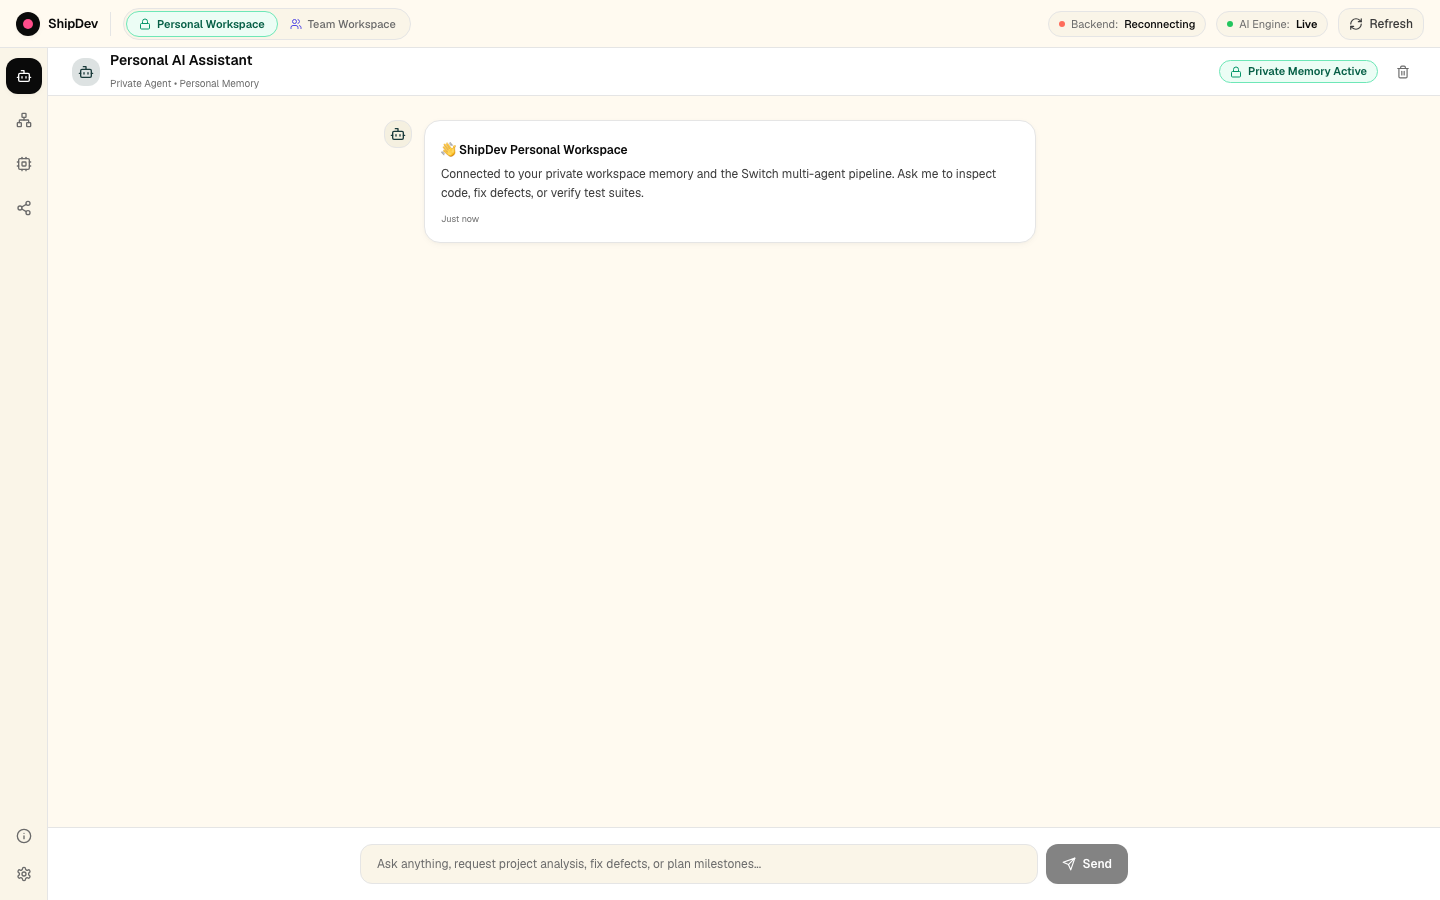 ShipDev
Personal Workspace
Team Workspace
Backend: Reconnecting
AI Engine: Live
Refresh
Personal AI Assistant
Private Agent • Personal Memory
Private Memory Active
👋 ShipDev Personal Workspace
Connected to your private workspace memory and the Switch multi-agent pipeline. Ask me to inspect
code, fix defects, or verify test suites.
Just now
Ask anything, request project analysis, fix defects, or plan milestones...
Send